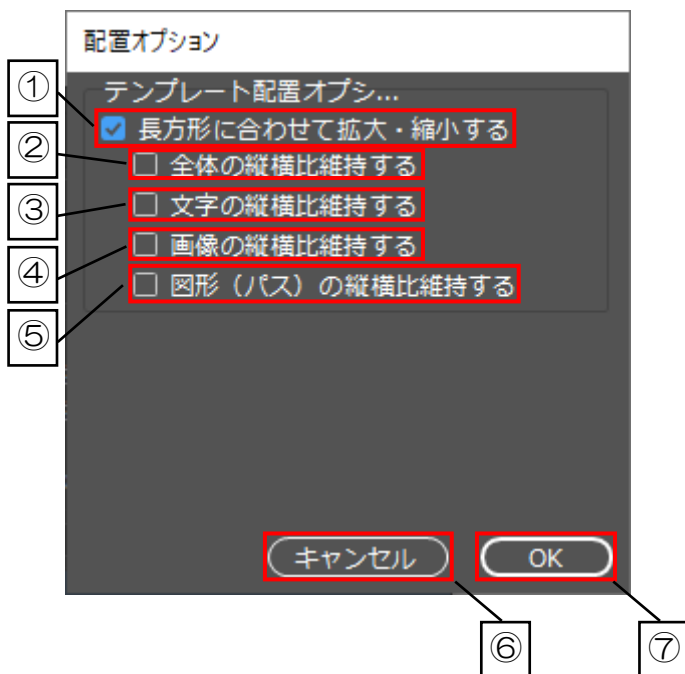 配置オプション
① テンプレート配置オプシ...
長方形に合わせて拡大・縮小する
② 全体の縦横比維持する
③ 文字の縦横比維持する
④ 画像の縦横比維持する
⑤ 図形（パス）の縦横比維持する
キャンセル OK
⑥ ⑦